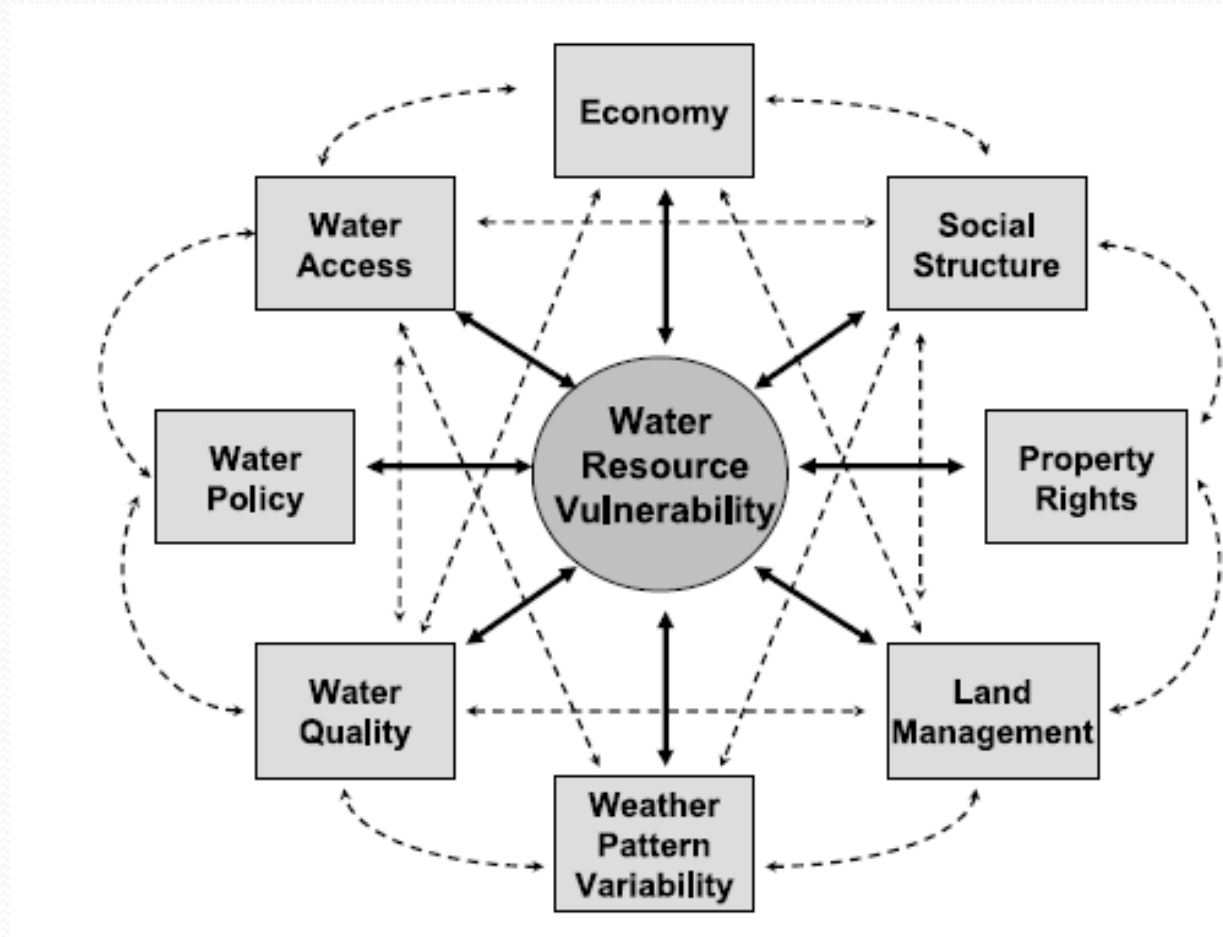 Economy
Water
Access
Social
Structure
Water
Resource
Vulnerability
Water
Policy
Property
Rights
Water
Quality
Land
Management
Weather
Pattern
Variability